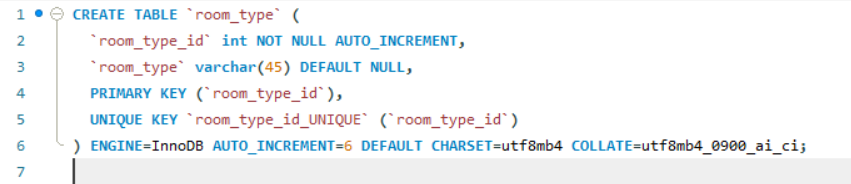 1 CREATE TABLE `room_type` (
2 `room_type_id` int NOT NULL AUTO_INCREMENT,
3 `room_type` varchar(45) DEFAULT NULL,
4 PRIMARY KEY (`room_type_id`),
5 UNIQUE KEY `room_type_id_UNIQUE` (`room_type_id`)
6 ) ENGINE=InnoDB AUTO_INCREMENT=6 DEFAULT CHARSET=utf8mb4 COLLATE=utf8mb4_0900_ai_ci;
7